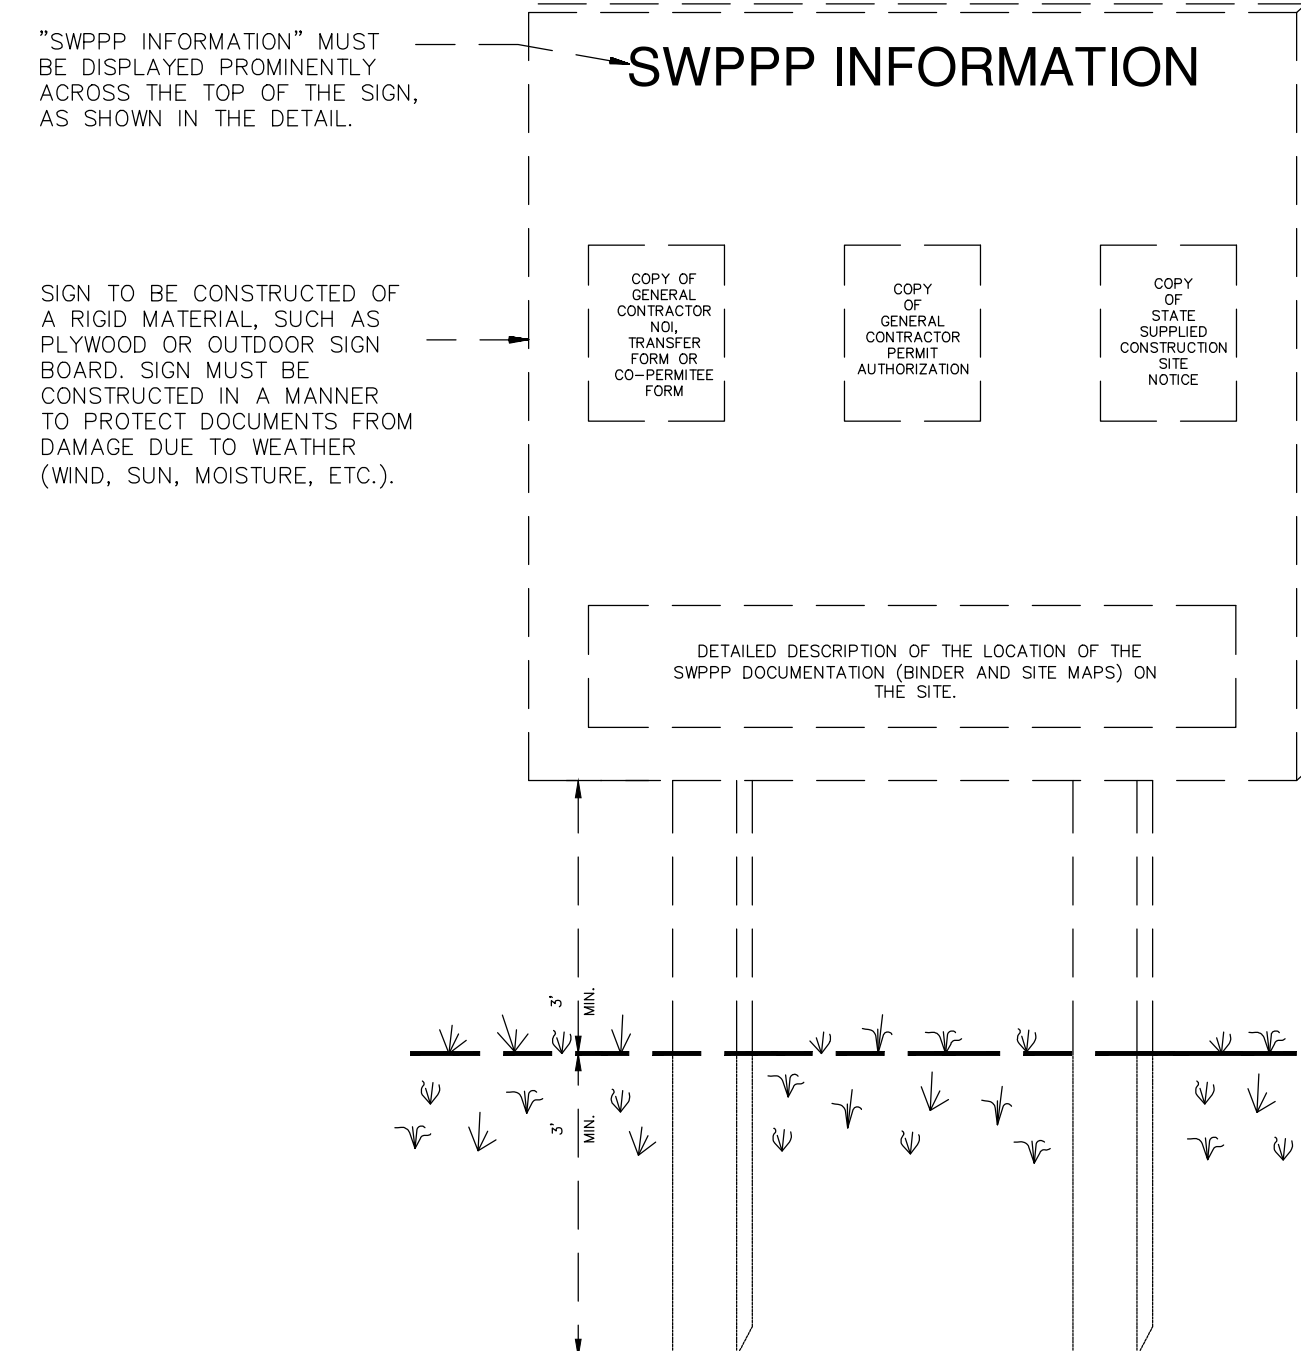 "SWPPP INFORMATION" MUST
BE DISPLAYED PROMINENTLY
ACROSS THE TOP OF THE SIGN,
AS SHOWN IN THE DETAIL.
SWPPP INFORMATION
SIGN TO BE CONSTRUCTED OF
A RIGID MATERIAL, SUCH AS
PLYWOOD OR OUTDOOR SIGN
BOARD. SIGN MUST BE
CONSTRUCTED IN A MANNER
TO PROTECT DOCUMENTS FROM
DAMAGE DUE TO WEATHER
(WIND, SUN, MOISTURE, ETC.).
COPY OF
GENERAL
CONTRACTOR
NOI,
TRANSFER
FORM OR
CO-PERMITEE
FORM
COPY
OF
GENERAL
CONTRACTOR
PERMIT
AUTHORIZATION
COPY
OF
STATE
SUPPLIED
CONSTRUCTION
SITE
NOTICE
DETAILED DESCRIPTION OF THE LOCATION OF THE
SWPPP DOCUMENTATION (BINDER AND SITE MAPS) ON
THE SITE.
3'
MIN.
3'
MIN.